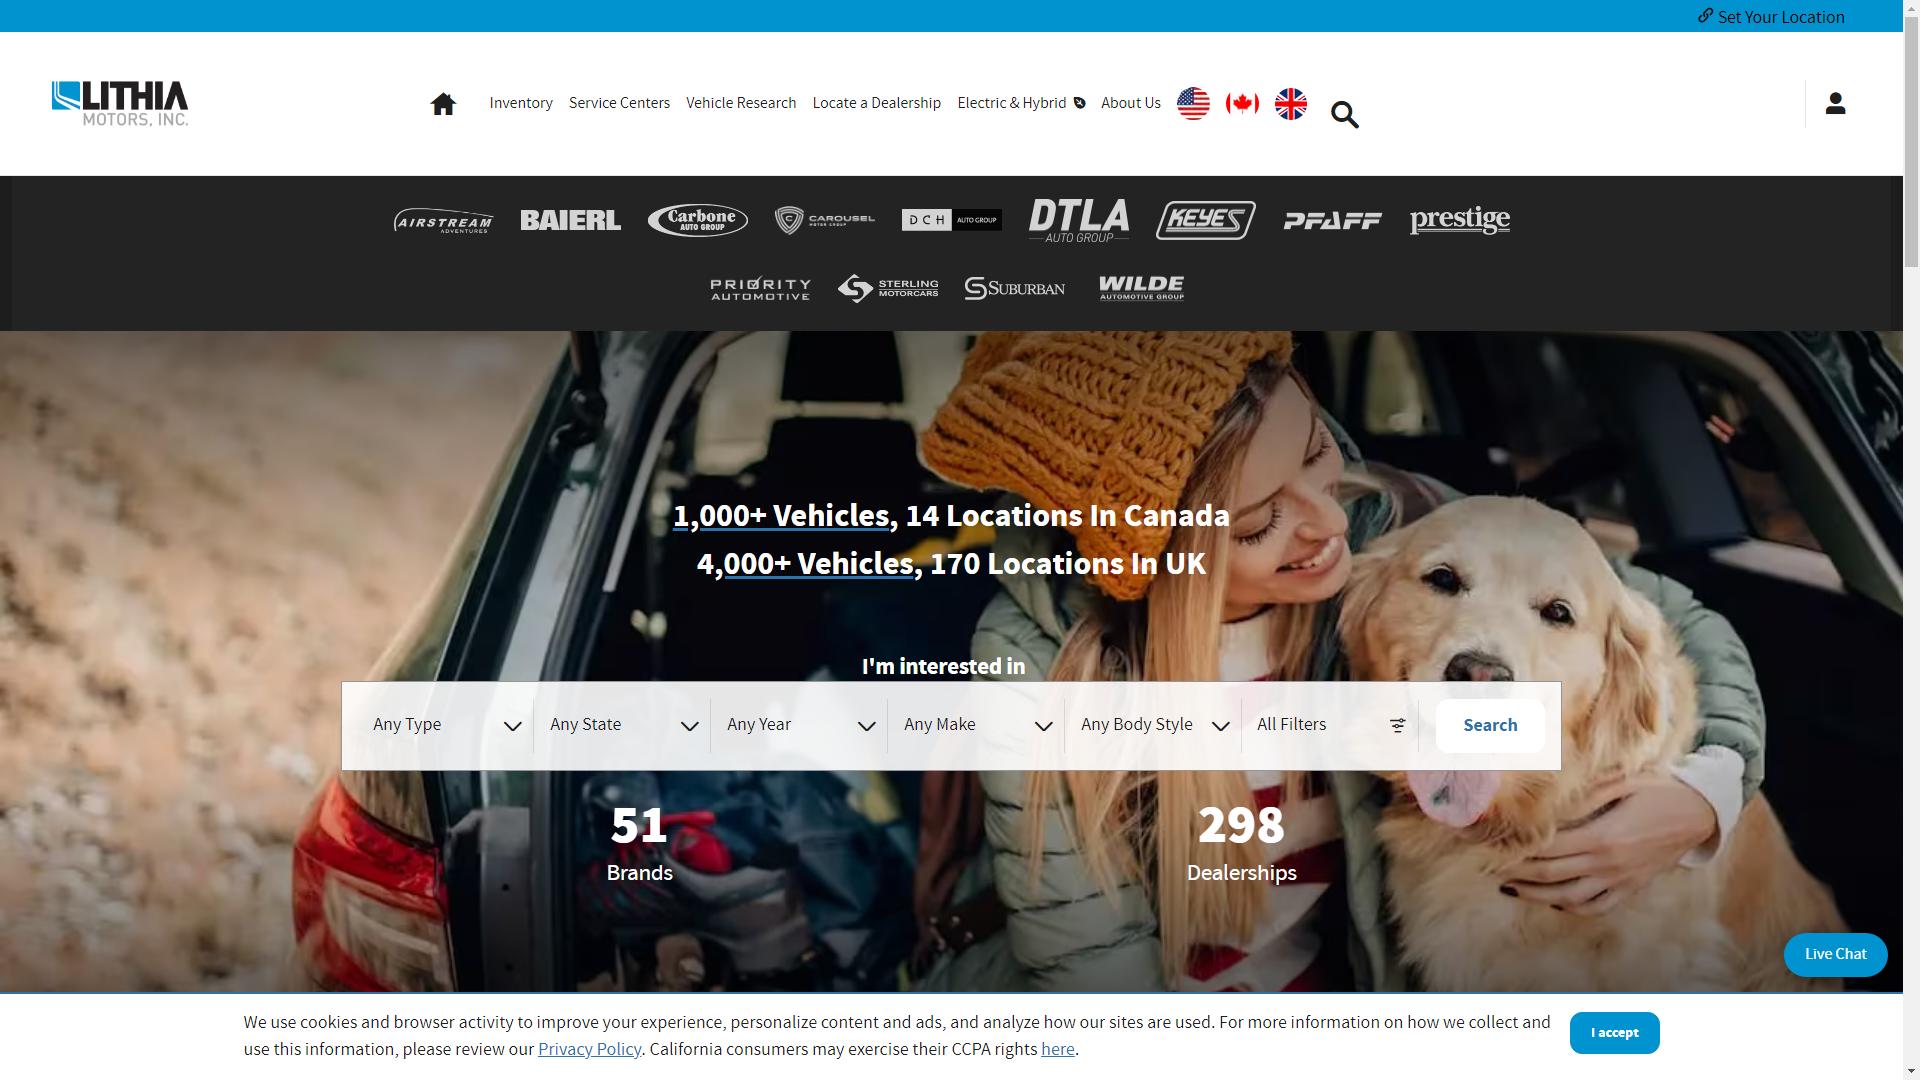 Set Your Location
LITHIA
MOTORS, INC.
Inventory
Service Centers
Vehicle Research
Locate a Dealership
Electric & Hybrid
About Us
AIRSTREAM
ADVENTURES
BAIERL
Carbone
AUTO GROUP
C
CAROUSEL
MOTOR GROUP
DCH
AUTO GROUP
DTLA
AUTO GROUP
KEYES
PFAFF
prestige
PRIORITY
AUTOMOTIVE
STERLING
MOTORCARS
SUBURBAN
WILDE
AUTOMOTIVE GROUP
1,000+ Vehicles, 14 Locations In Canada
4,000+ Vehicles, 170 Locations In UK
I'm interested in
Any Type
Any State
Any Year
Any Make
Any Body Style
All Filters
Search
51
Brands
298
Dealerships
Live Chat
We use cookies and browser activity to improve your experience, personalize content and ads, and analyze how our sites are used. For more information on how we collect and
use this information, please review our Privacy Policy. California consumers may exercise their CCPA rights here.
I accept